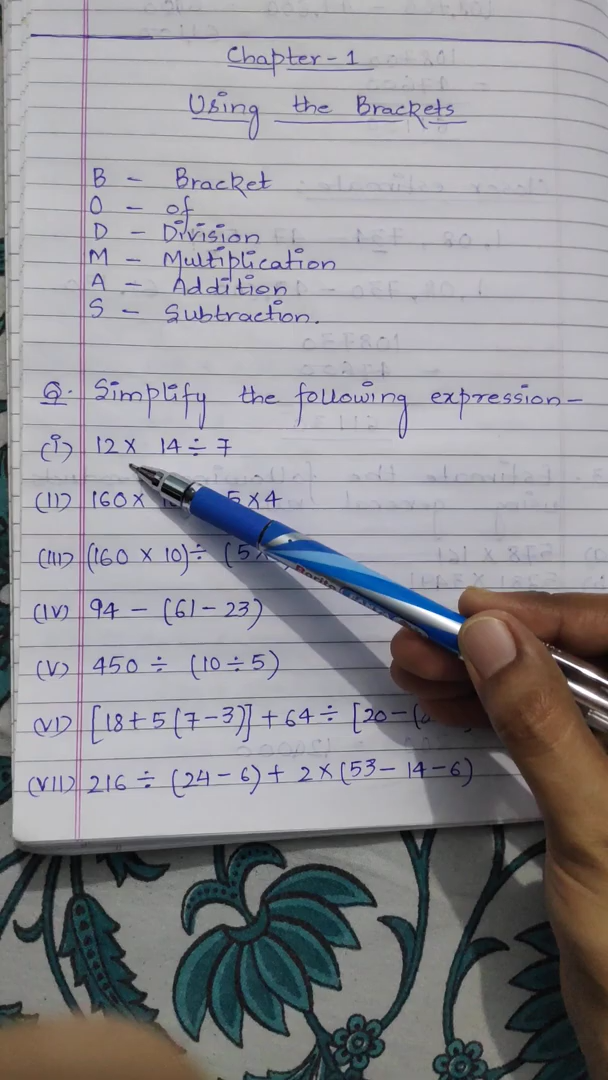 Chapter-1
Using the Brackets
B - Bracket
O - of
D - Division
M - Multiplication
A - Addition
S - Subtraction.
Q. Simplify the following expression-
(i) 12 × 14 ÷ 7
(II) 160 × 5 × 4
(III) (160 × 10) ÷ (5
(IV) 94 - (61 - 23)
(V) 450 ÷ (10 ÷ 5)
(VI) [18 + 5 (7 - 3)] + 64 ÷ [20 - (
(VII) 216 ÷ (24 - 6) + 2 × (53 - 14 - 6)